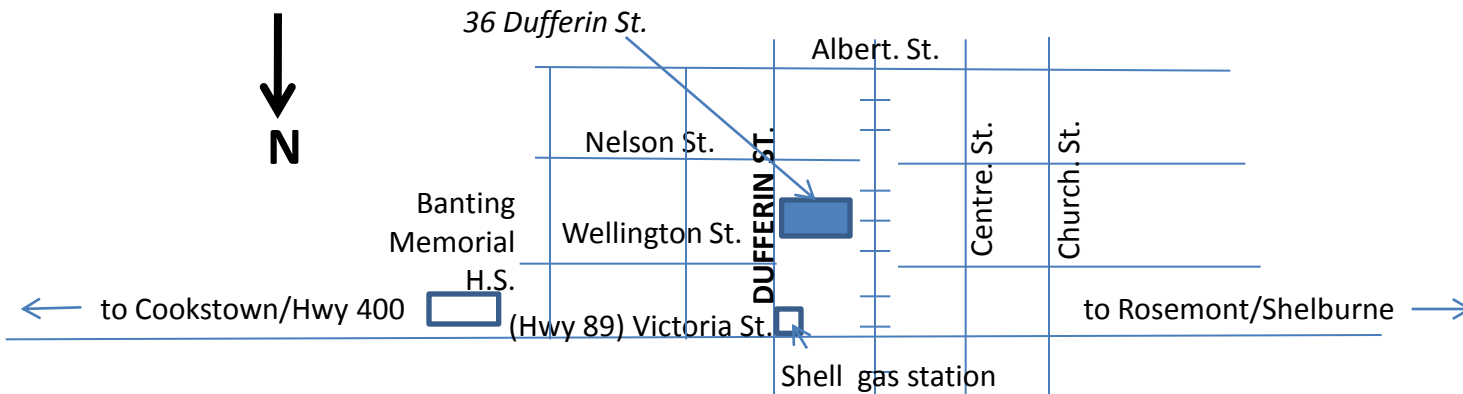 36 Dufferin St.
Albert. St.
N
Nelson St.
DUFFERIN ST.
Centre. St.
Church. St.
Banting
Memorial
H.S.
Wellington St.
to Cookstown/Hwy 400
(Hwy 89) Victoria St.
to Rosemont/Shelburne
Shell gas station